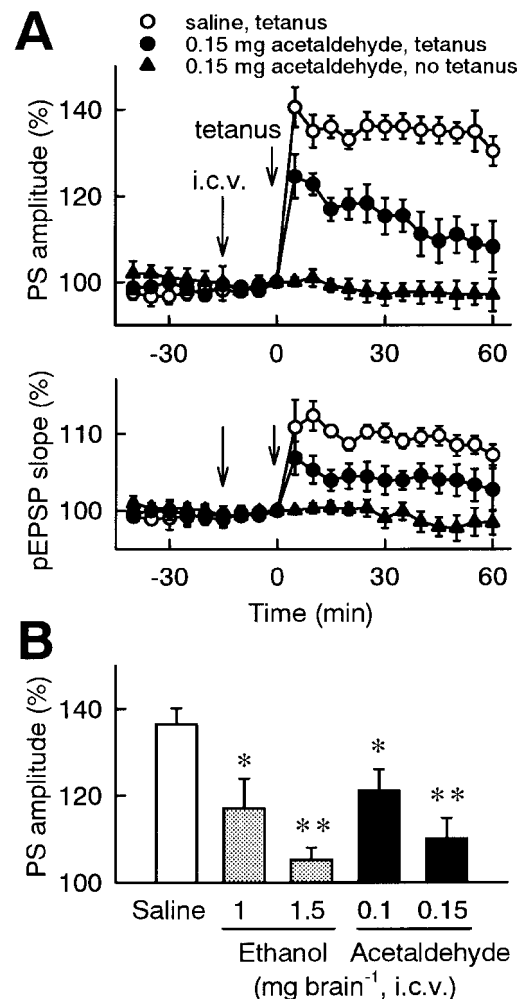 A
saline, tetanus
0.15 mg acetaldehyde, tetanus
0.15 mg acetaldehyde, no tetanus
PS amplitude (%)
140
120
100
tetanus
i.c.v.
-30
0
30
60
pEPSP slope (%)
110
100
-30
0
30
60
Time (min)
B
PS amplitude (%)
140
120
100
*
**
*
**
Saline
1
1.5
0.1
0.15
Ethanol
Acetaldehyde
(mg brain⁻¹, i.c.v.)